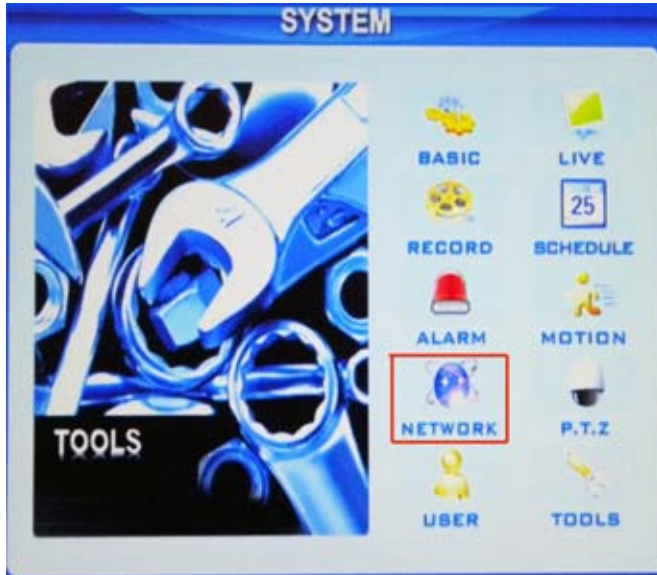 SYSTEM
BASIC LIVE
25
RECORD SCHEDULE
ALARM MOTION
NETWORK P.T.Z
TOOLS
USER TOOLS